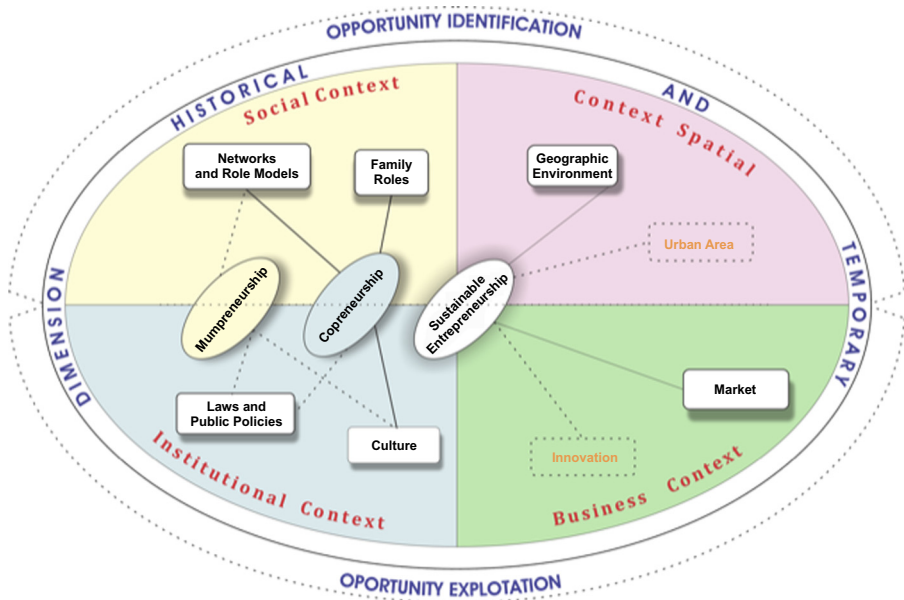 OPPORTUNITY IDENTIFICATION
HISTORICAL
AND
TEMPORARY
DIMENSION
Social Context
Context Spatial
Networks
and Role Models
Family
Roles
Geographic
Environment
Urban Area
Mumpreneurship
Copreneurship
Sustainable
Entrepreneurship
Laws and
Public Policies
Culture
Market
Innovation
Institutional Context
Business Context
OPORTUNITY EXPLOTATION